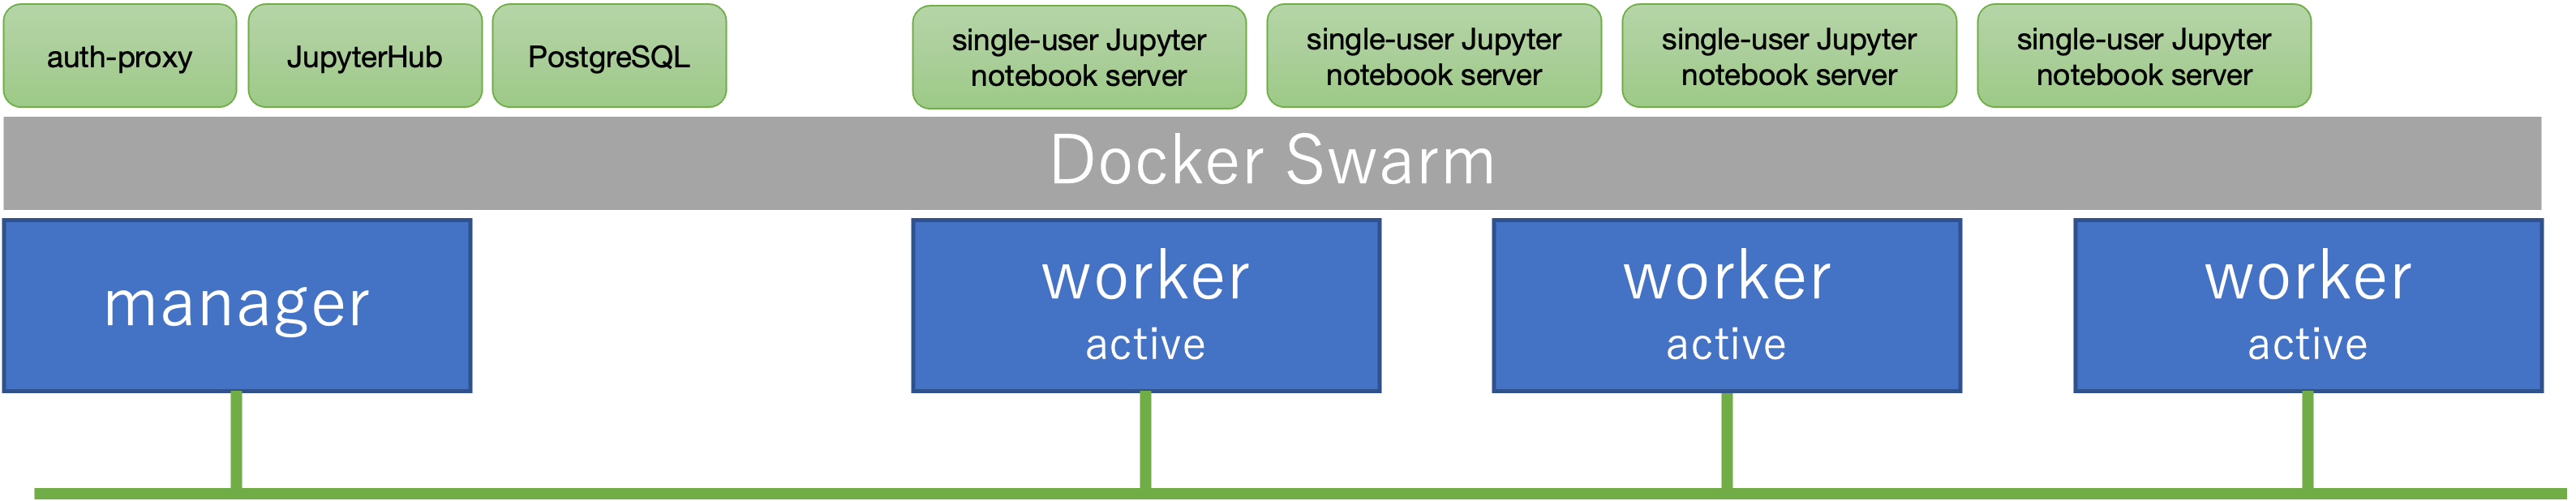 auth-proxy
JupyterHub
PostgreSQL
single-user Jupyter
notebook server
single-user Jupyter
notebook server
single-user Jupyter
notebook server
single-user Jupyter
notebook server
Docker Swarm
manager
worker
active
worker
active
worker
active